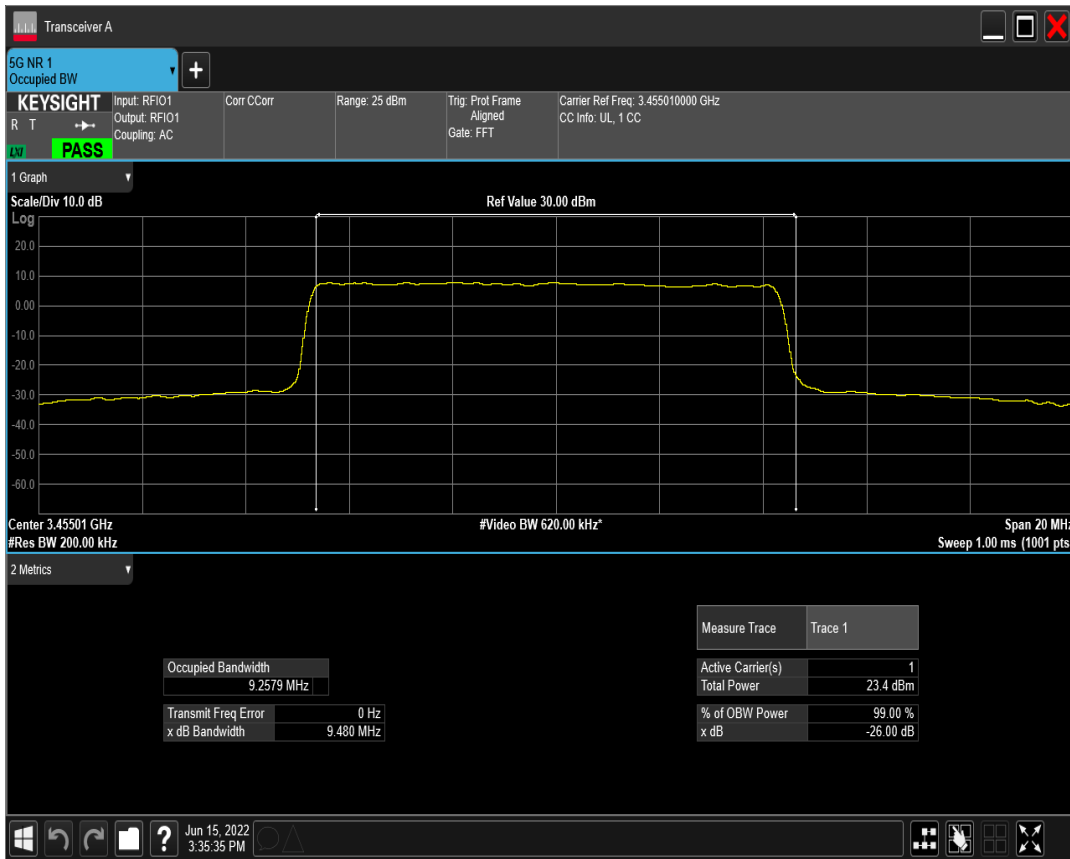 Transceiver A
5G NR 1
Occupied BW
+
KEYSIGHT
R T
LXI
PASS
Input: RFIO1
Output: RFIO1
Coupling: AC
Corr CCorr
Range: 25 dBm
Trig: Prot Frame
Aligned
Gate: FFT
Carrier Ref Freq: 3.455010000 GHz
CC Info: UL, 1 CC
1 Graph
Scale/Div 10.0 dB
Ref Value 30.00 dBm
Log
20.0
10.0
0.00
-10.0
-20.0
-30.0
-40.0
-50.0
-60.0
Center 3.45501 GHz
#Video BW 620.00 kHz*
Span 20 MHz
#Res BW 200.00 kHz
Sweep 1.00 ms (1001 pts
2 Metrics
Measure Trace Trace 1
Occupied Bandwidth
9.2579 MHz
Active Carrier(s) 1
Total Power 23.4 dBm
Transmit Freq Error 0 Hz
x dB Bandwidth 9.480 MHz
% of OBW Power 99.00 %
x dB -26.00 dB
?
Jun 15, 2022
3:35:35 PM